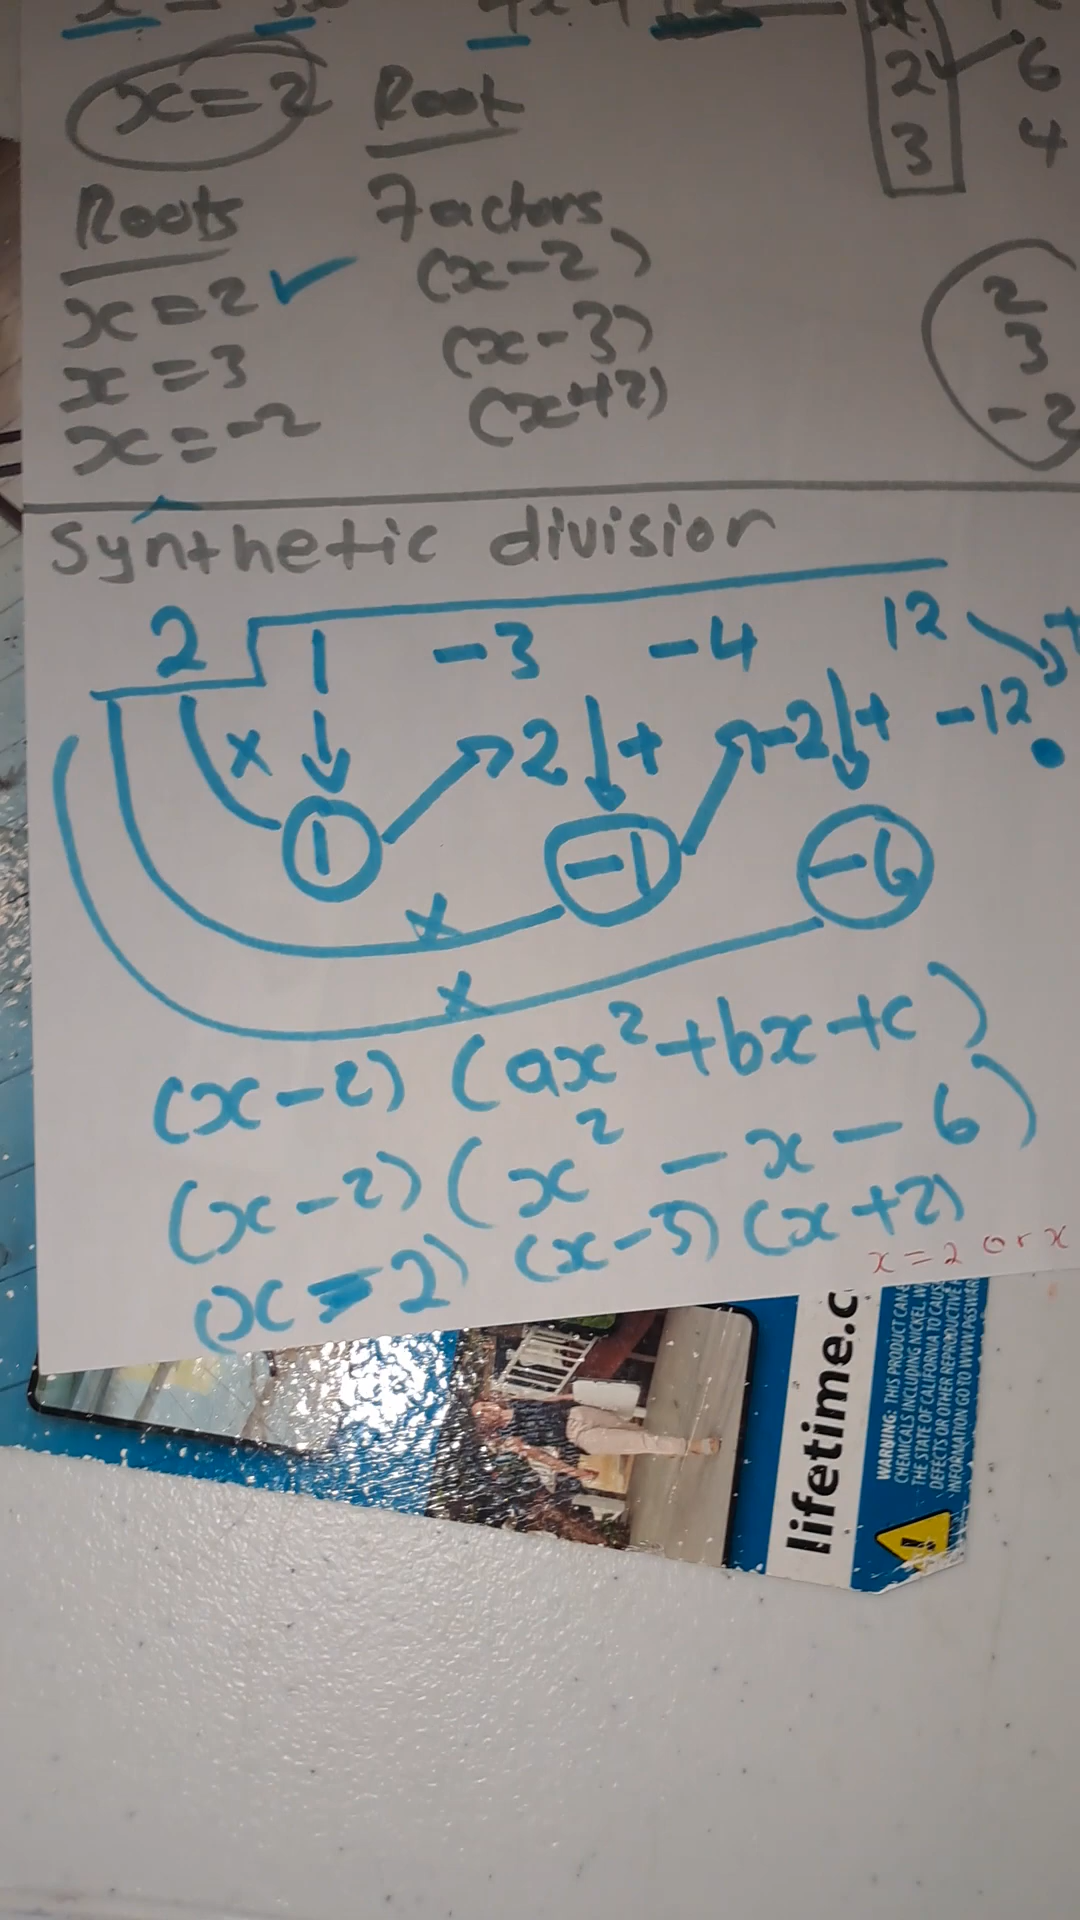 x=2 Root
2 6
3 4
Roots Factors
x=2 ✓ (x-2)
x=3 (x-3)
x=-2 (x+2)
2
3
-2
Synthetic division
2 1 -3 -4 12 +
x 2 + -2 + -12
1 -1 -6
x
x
(x-2) (ax²+bx+c)
(x-2) (x² - x - 6)
(x-2) (x-3) (x+2)
x=2 or x
lifetime.c
WARNING: THIS PRODUCT CAN
CHEMICALS INCLUDING NICKEL,
THE STATE OF CALIFORNIA TO CAUS
DEFECTS OR OTHER REPRODUCTIVE
INFORMATION GO TO WWW.P65WAR